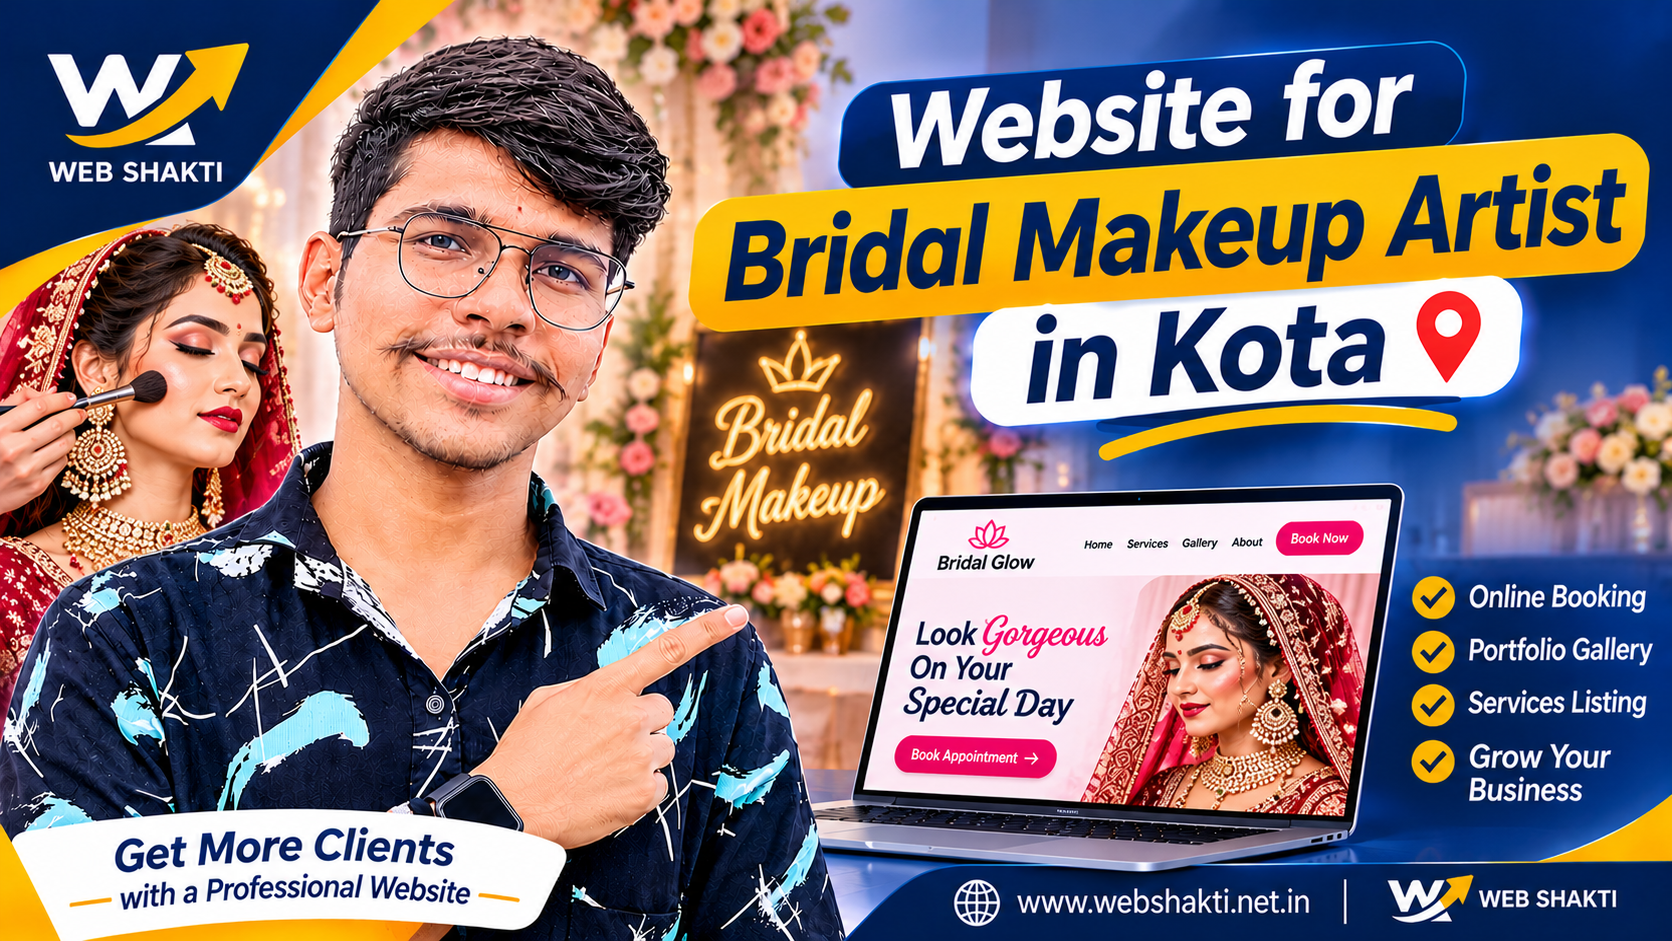 WEB SHAKTI
Website for
Bridal Makeup Artist
in Kota
Bridal
Makeup
Bridal Glow
Home Services Gallery About Book Now
Look Gorgeous
On Your
Special Day
Book Appointment →
Online Booking
Portfolio Gallery
Services Listing
Grow Your
Business
Get More Clients
with a Professional Website
www.webshakti.net.in | WEB SHAKTI